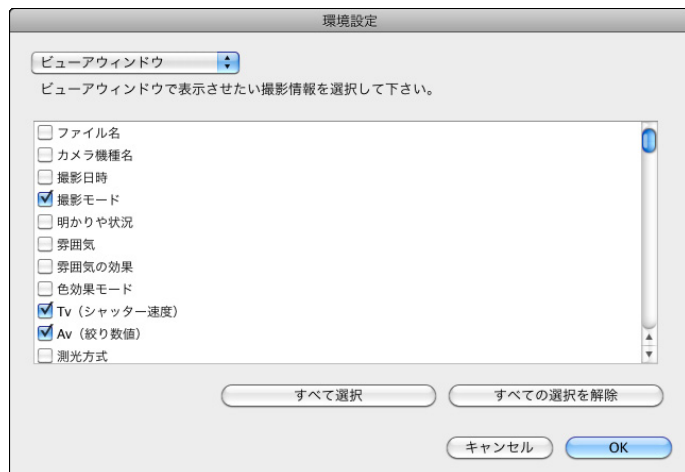 環境設定
ビューアウィンドウ
ビューアウィンドウで表示させたい撮影情報を選択して下さい。
ファイル名
カメラ機種名
撮影日時
撮影モード
明かりや状況
雰囲気
雰囲気の効果
色効果モード
Tv（シャッター速度）
Av（絞り数値）
測光方式
すべて選択 すべての選択を解除
キャンセル OK